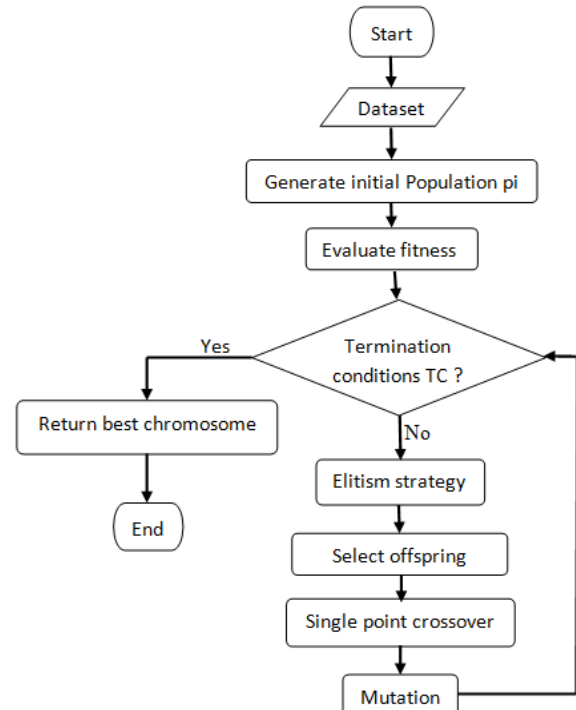 Start
Dataset
Generate initial Population pi
Evaluate fitness
Termination
conditions TC ?
Yes
No
Return best chromosome
End
Elitism strategy
Select offspring
Single point crossover
Mutation